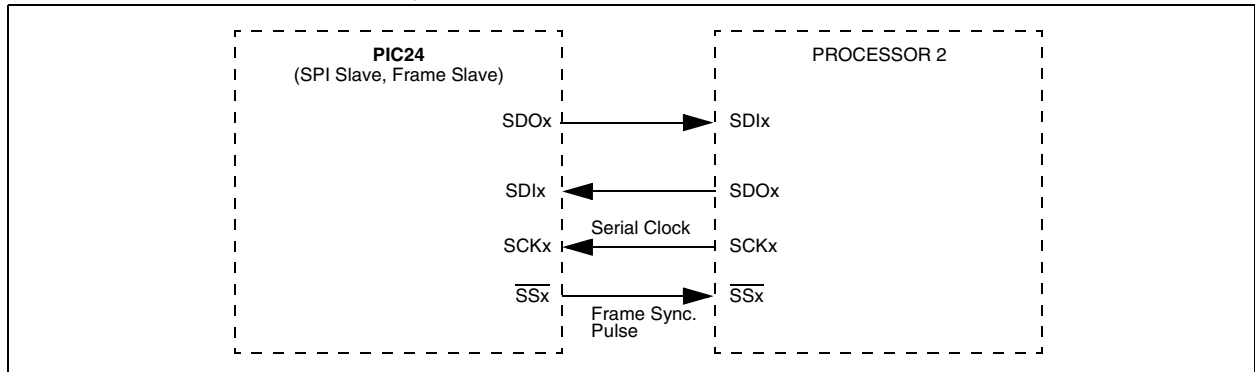 PIC24
(SPI Slave, Frame Slave)
PROCESSOR 2
SDOx
SDIx
SDIx
SDOx
Serial Clock
SCKx
SCKx
SSx
SSx
Frame Sync.
Pulse